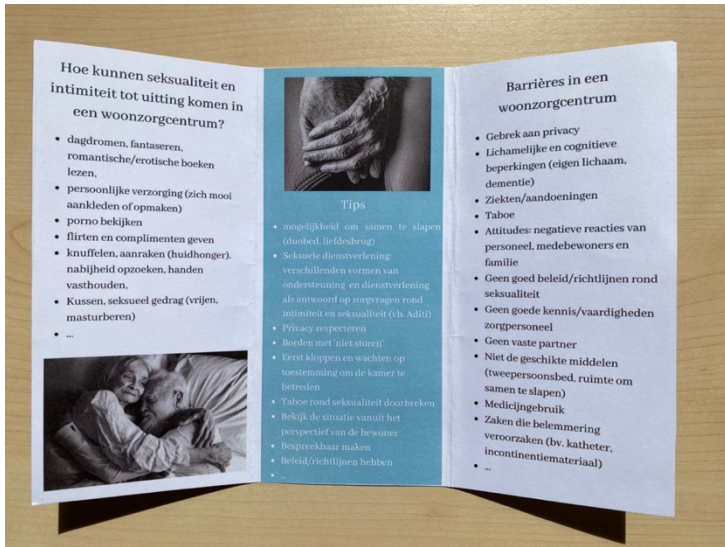 Hoe kunnen seksualiteit en
intimiteit tot uitting komen in
een woonzorgcentrum?
• dagdromen, fantaseren,
romantische/erotische boeken
lezen,
• persoonlijke verzorging (zich mooi
aankleden of opmaken)
• porno bekijken
• flirten en complimenten geven
• knuffelen, aanraken (huidhonger),
nabijheid opzoeken, handen
vasthouden,
• Kussen, seksueel gedrag (vrijen,
masturberen)
• ...
Tips
• mogelijkheid om samen te slapen
(duobed, liefdesbrug)
• Seksuele dienstverlening:
verschillenden vormen van
ondersteuning en dienstverlening
als antwoord op zorgvragen rond
intimiteit en seksualiteit (vb. Aditi)
• Privacy respecteren
• Borden met 'niet storen'
• Eerst kloppen en wachten op
toestemming om de kamer te
betreden
• Taboe rond seksualiteit doorbreken
• Bekijk de situatie vanuit het
perspectief van de bewoner
• Bespreekbaar maken
• Beleid/richtlijnen hebben
• ...
Barrières in een
woonzorgcentrum
• Gebrek aan privacy
• Lichamelijke en cognitieve
beperkingen (eigen lichaam,
dementie)
• Ziekten/aandoeningen
• Taboe
• Attitudes: negatieve reacties van
personeel, medebewoners en
familie
• Geen goed beleid/richtlijnen rond
seksualiteit
• Geen goede kennis/vaardigheden
zorgpersoneel
• Geen vaste partner
• Niet de geschikte middelen
(tweepersoonsbed, ruimte om
samen te slapen)
• Medicijngebruik
• Zaken die belemmering
veroorzaken (bv. katheter,
incontinentiemateriaal)
• ...